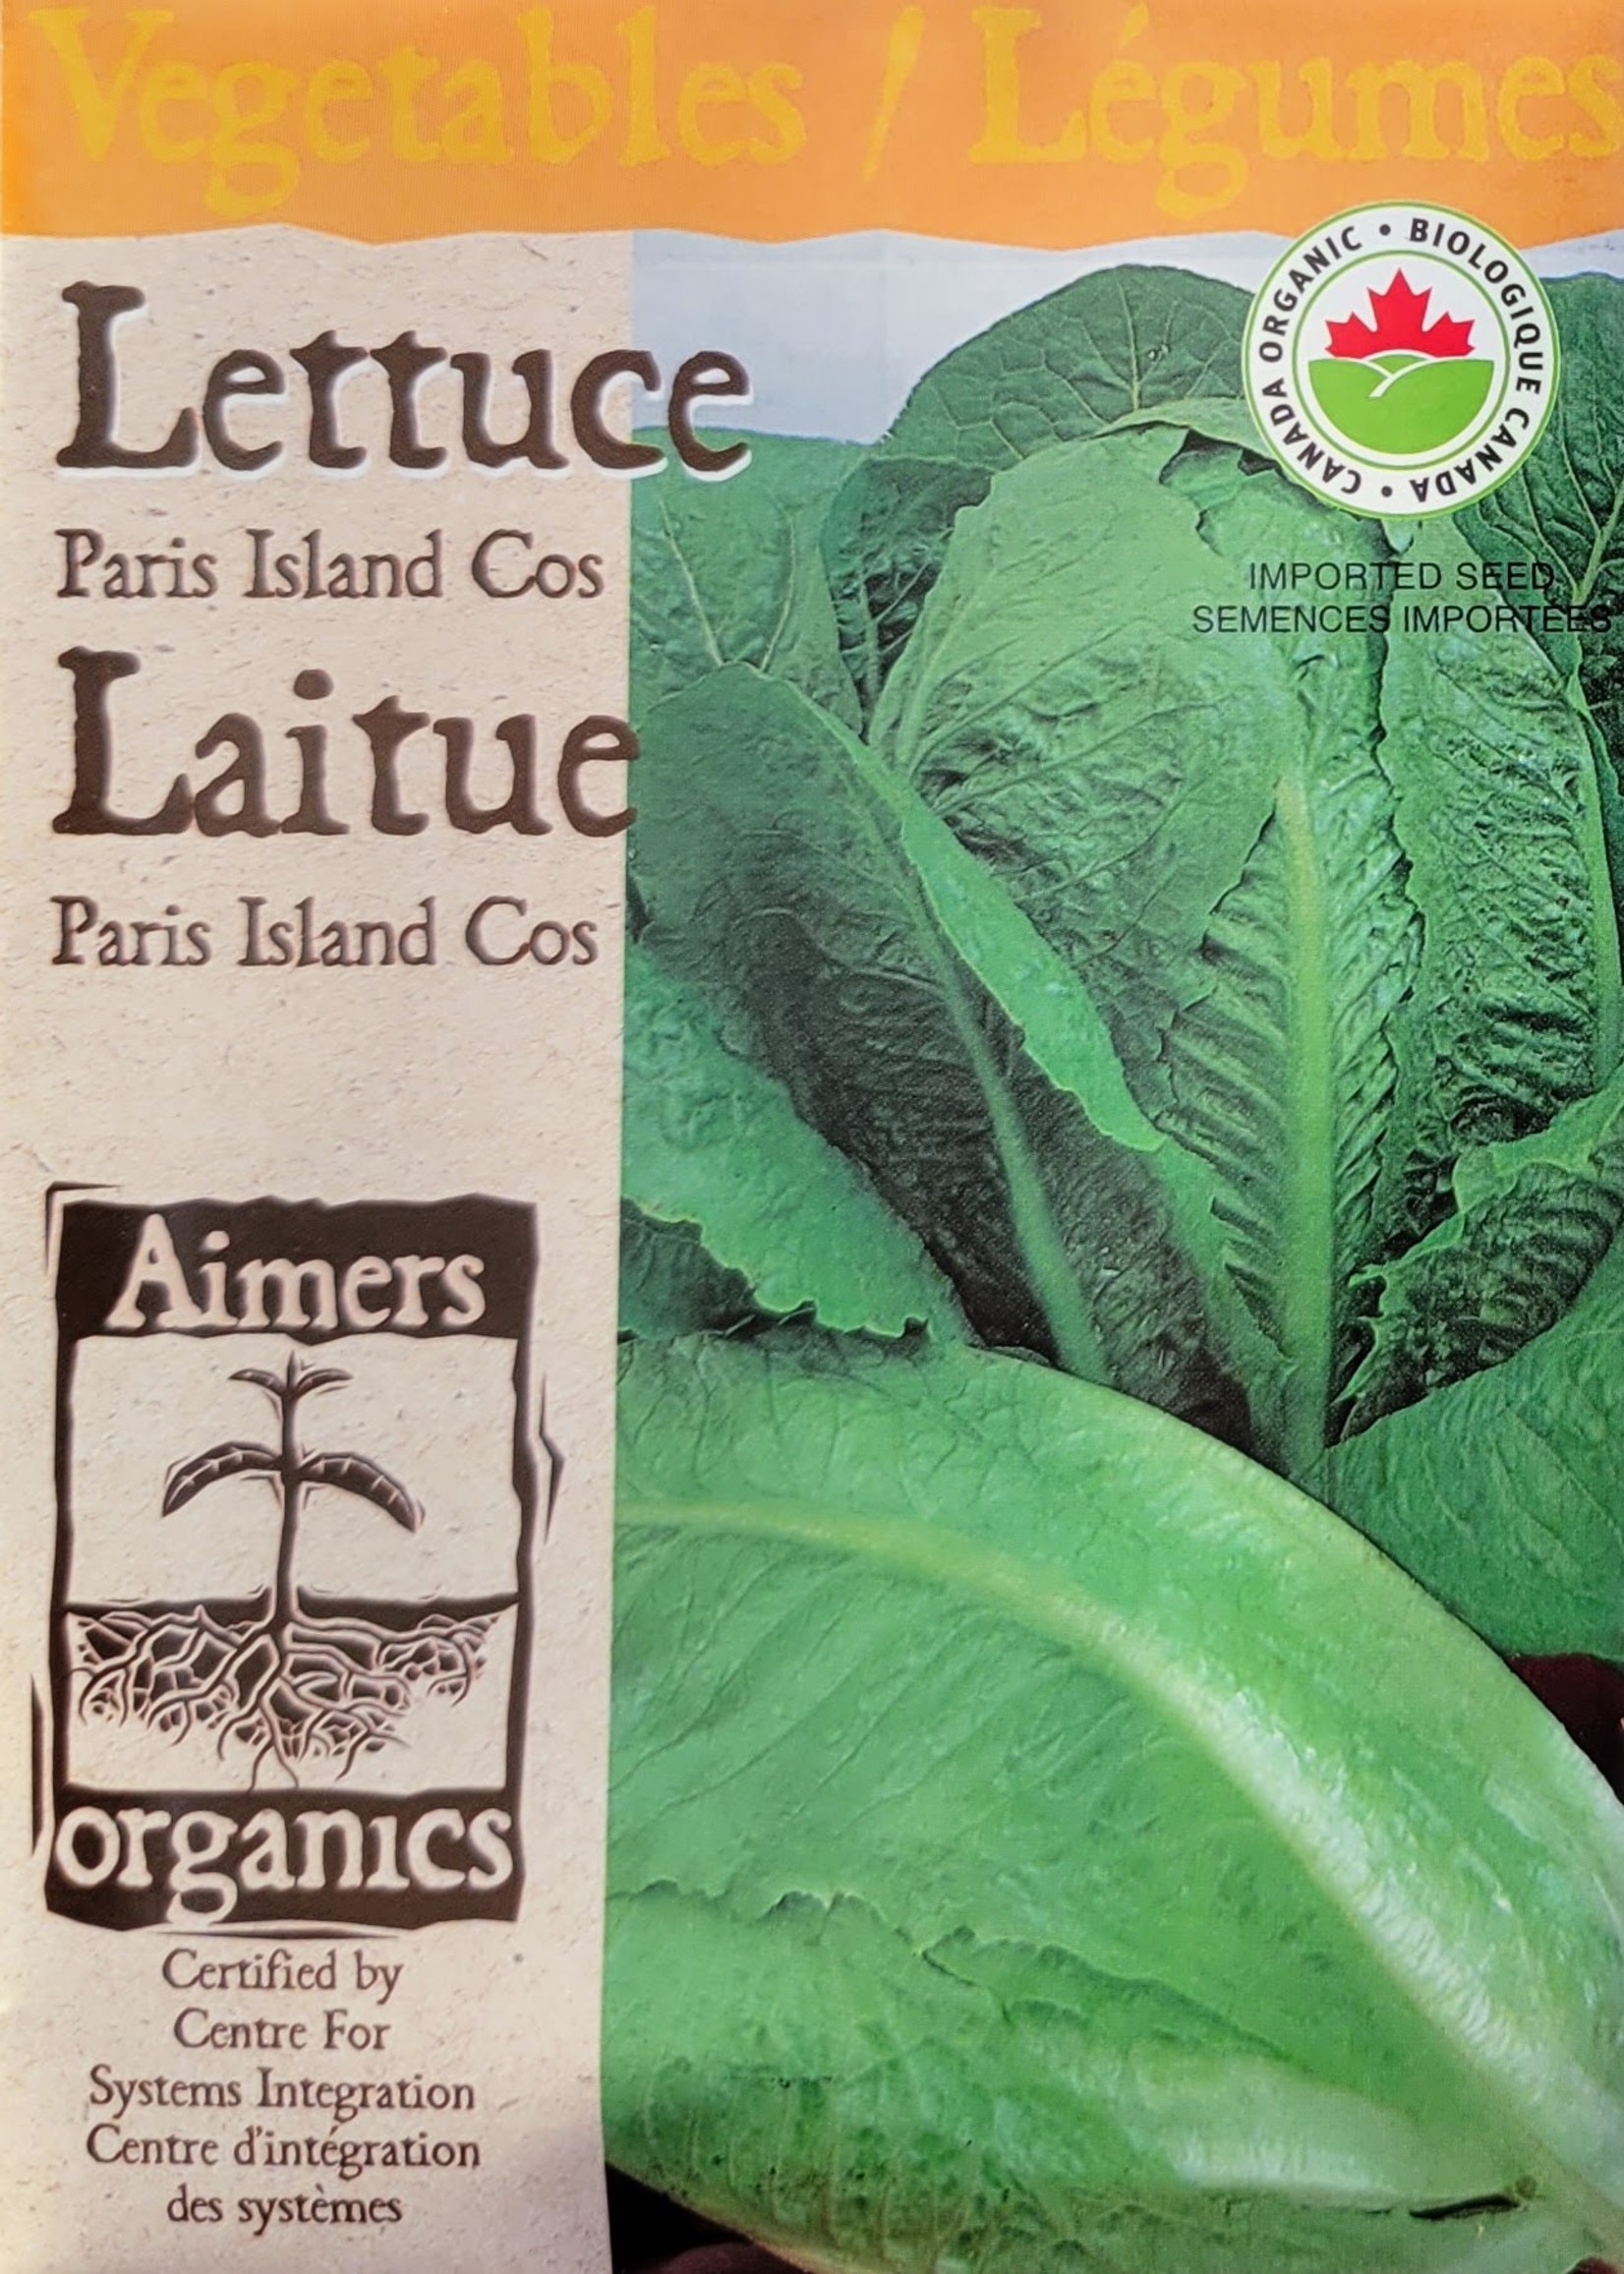 Vegetables / Légumes
Lettuce
Paris Island Cos
Laitue
Paris Island Cos
CANADA ORGANIC • BIOLOGIQUE CANADA •
IMPORTED SEED
SEMENCES IMPORTÉES
Aimers
organics
Certified by
Centre For
Systems Integration
Centre d'intégration
des systèmes